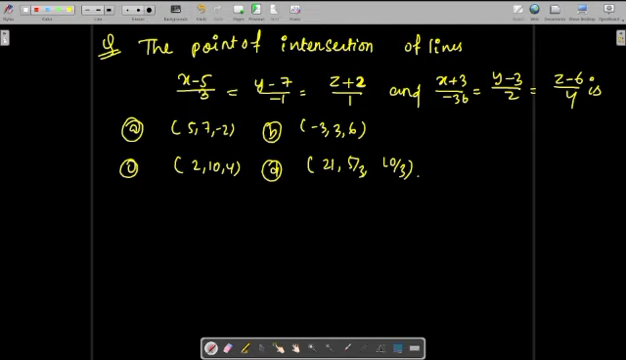 Q The point of intersection of lines
x-5/3 = y-7/-1 = z+2/1 and x+3/-36 = y-3/2 = z-6/4 is
(a) (5,7,-2) (b) (-3,3,6)
(c) (2,10,4) (d) (21, 5/3, 10/3).